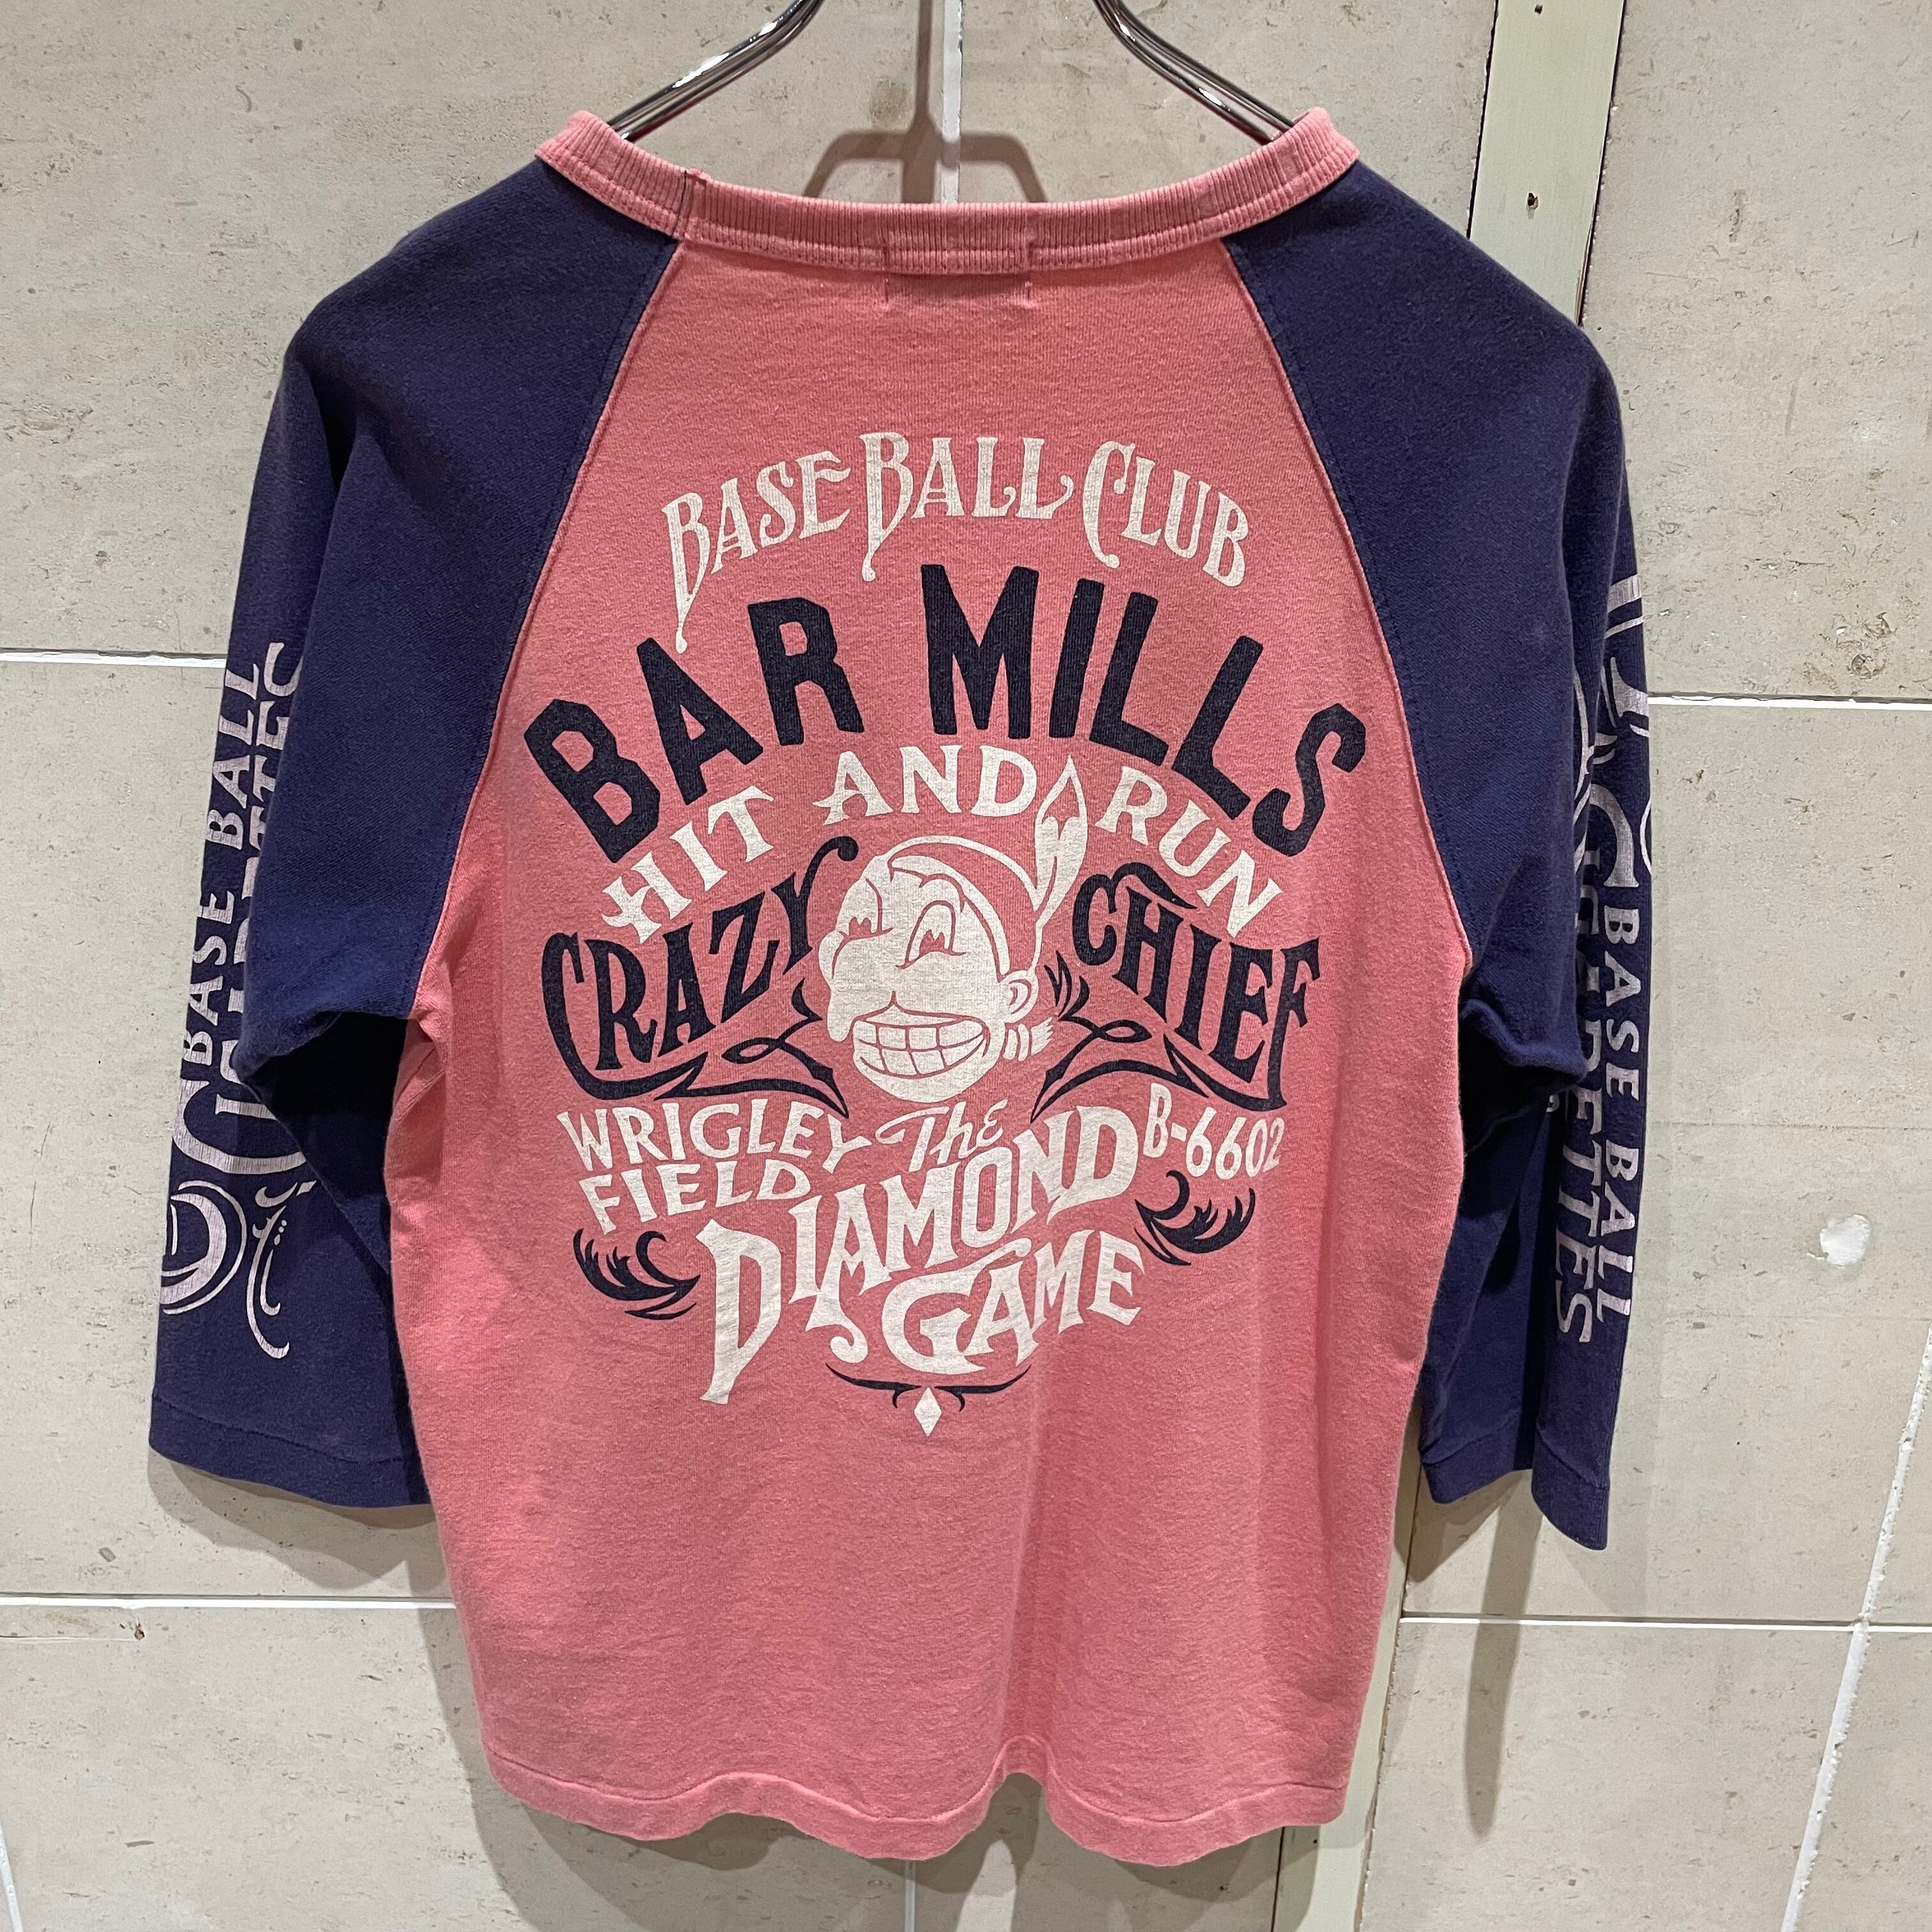 BASE BALL CLUB
BAR MILLS
HIT AND RUN
CRAZY CHIEF
WRIGLEY FIELD
The
DIAMOND
GAME
B-6602
BASE BALL
BASE BALL